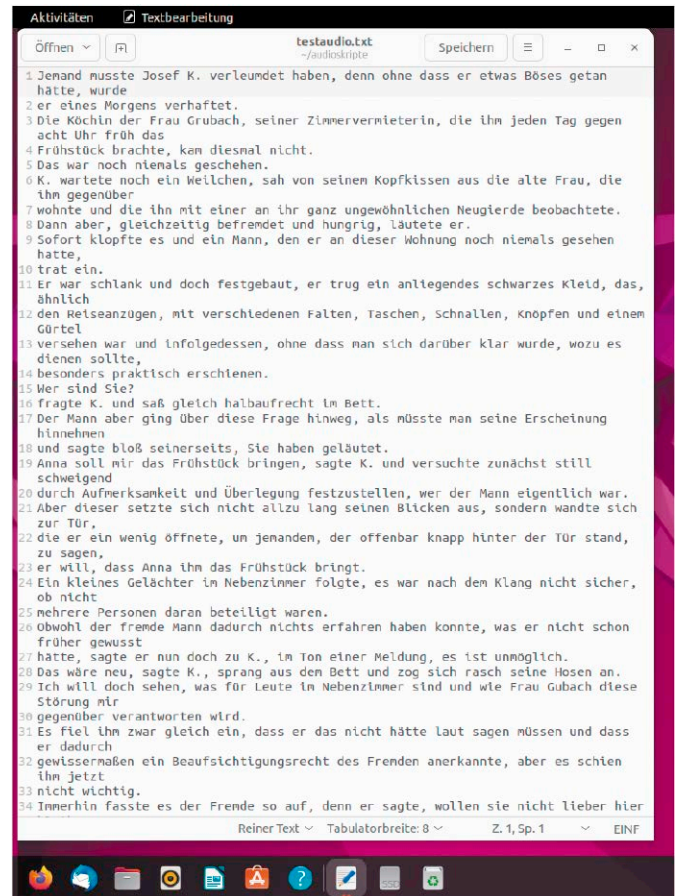 Aktivitäten Textbearbeitung
Öffnen testaudio.txt Speichern
~/audioskripte
1 Jemand musste Josef K. verleumdet haben, denn ohne dass er etwas Böses getan
hätte, wurde
2 er eines Morgens verhaftet.
3 Die Köchin der Frau Grubach, seiner Zimmervermieterin, die ihm jeden Tag gegen
acht Uhr früh das
4 Frühstück brachte, kam diesmal nicht.
5 Das war noch niemals geschehen.
6 K. wartete noch ein Weilchen, sah von seinem Kopfkissen aus die alte Frau, die
ihm gegenüber
7 wohnte und die ihn mit einer an ihr ganz ungewöhnlichen Neugierde beobachtete.
8 Dann aber, gleichzeitig befremdet und hungrig, läutete er.
9 Sofort klopfte es und ein Mann, den er an dieser Wohnung noch niemals gesehen
hatte,
10 trat ein.
11 Er war schlank und doch festgebaut, er trug ein anliegendes schwarzes Kleid, das,
ähnlich
12 den Reiseanzügen, mit verschiedenen Falten, Taschen, Schnallen, Knöpfen und einem
Gürtel
13 versehen war und infolgedessen, ohne dass man sich darüber klar wurde, wozu es
dienen sollte,
14 besonders praktisch erschienen.
15 Wer sind Sie?
16 fragte K. und saß gleich halbaufrecht im Bett.
17 Der Mann aber ging über diese Frage hinweg, als müsste man seine Erscheinung
hinnehmen
18 und sagte bloß seinerseits, Sie haben geläutet.
19 Anna soll mir das Frühstück bringen, sagte K. und versuchte zunächst still
schweigend
20 durch Aufmerksamkeit und Überlegung festzustellen, wer der Mann eigentlich war.
21 Aber dieser setzte sich nicht allzu lang seinen Blicken aus, sondern wandte sich
zur Tür,
22 die er ein wenig öffnete, um jemandem, der offenbar knapp hinter der Tür stand,
zu sagen,
23 er will, dass Anna ihm das Frühstück bringt.
24 Ein kleines Gelächter im Nebenzimmer folgte, es war nach dem Klang nicht sicher,
ob nicht
25 mehrere Personen daran beteiligt waren.
26 Obwohl der fremde Mann dadurch nichts erfahren haben konnte, was er nicht schon
früher gewusst
27 hätte, sagte er nun doch zu K., im Ton einer Meldung, es ist unmöglich.
28 Das wäre neu, sagte K., sprang aus dem Bett und zog sich rasch seine Hosen an.
29 Ich will doch sehen, was für Leute im Nebenzimmer sind und wie Frau Gubach diese
Störung mir
30 gegenüber verantworten wird.
31 Es fiel ihm zwar gleich ein, dass er das nicht hätte laut sagen müssen und dass
er dadurch
32 gewissermaßen ein Beaufsichtigungsrecht des Fremden anerkannte, aber es schien
ihm jetzt
33 nicht wichtig.
34 Immerhin fasste es der Fremde so auf, denn er sagte, wollen sie nicht lieber hier
Reiner Text Tabulatorbreite: 8 Z. 1, Sp. 1 EINF
SSD